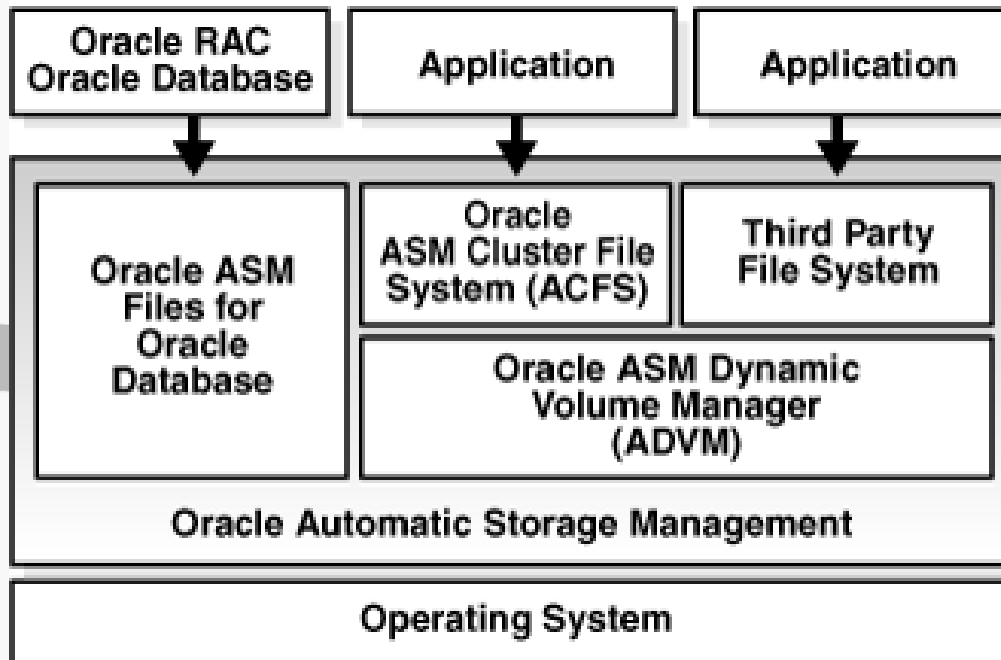 Oracle RAC
Oracle Database
Application
Application
Oracle ASM
Files for
Oracle
Database
Oracle
ASM Cluster File
System (ACFS)
Third Party
File System
Oracle ASM Dynamic
Volume Manager
(ADVM)
Oracle Automatic Storage Management
Operating System